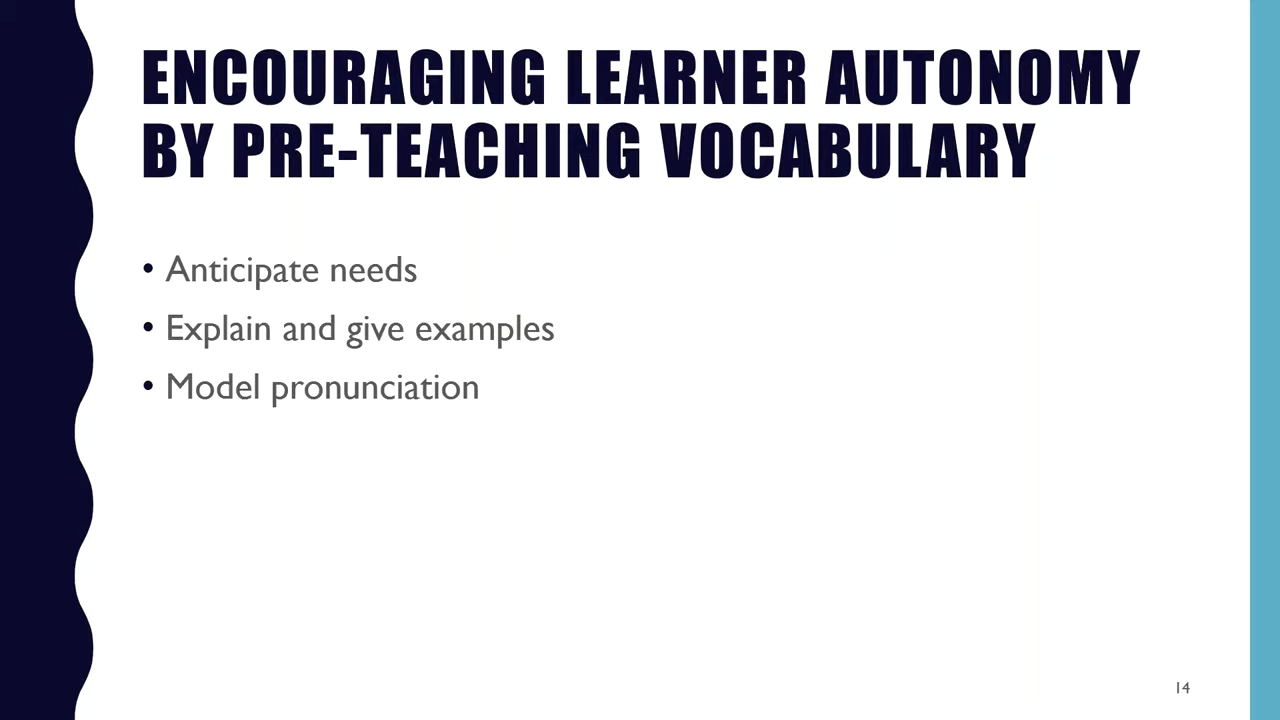 ENCOURAGING LEARNER AUTONOMY
BY PRE-TEACHING VOCABULARY
• Anticipate needs
• Explain and give examples
• Model pronunciation
14